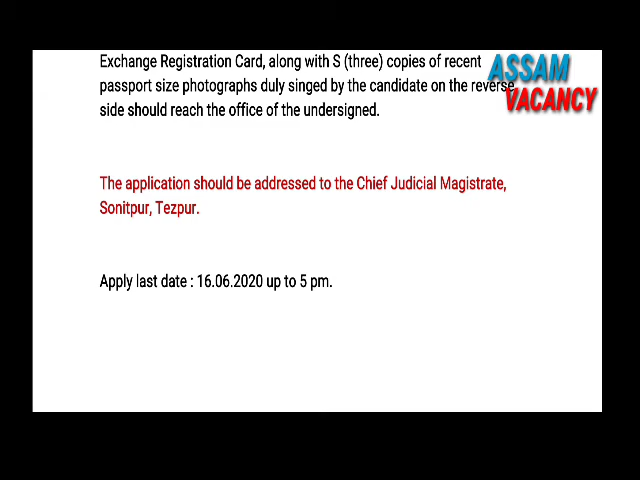 Exchange Registration Card, along with S (three) copies of recent
passport size photographs duly singed by the candidate on the reverse
side should reach the office of the undersigned.
ASSAM
VACANCY
The application should be addressed to the Chief Judicial Magistrate,
Sonitpur, Tezpur.
Apply last date : 16.06.2020 up to 5 pm.